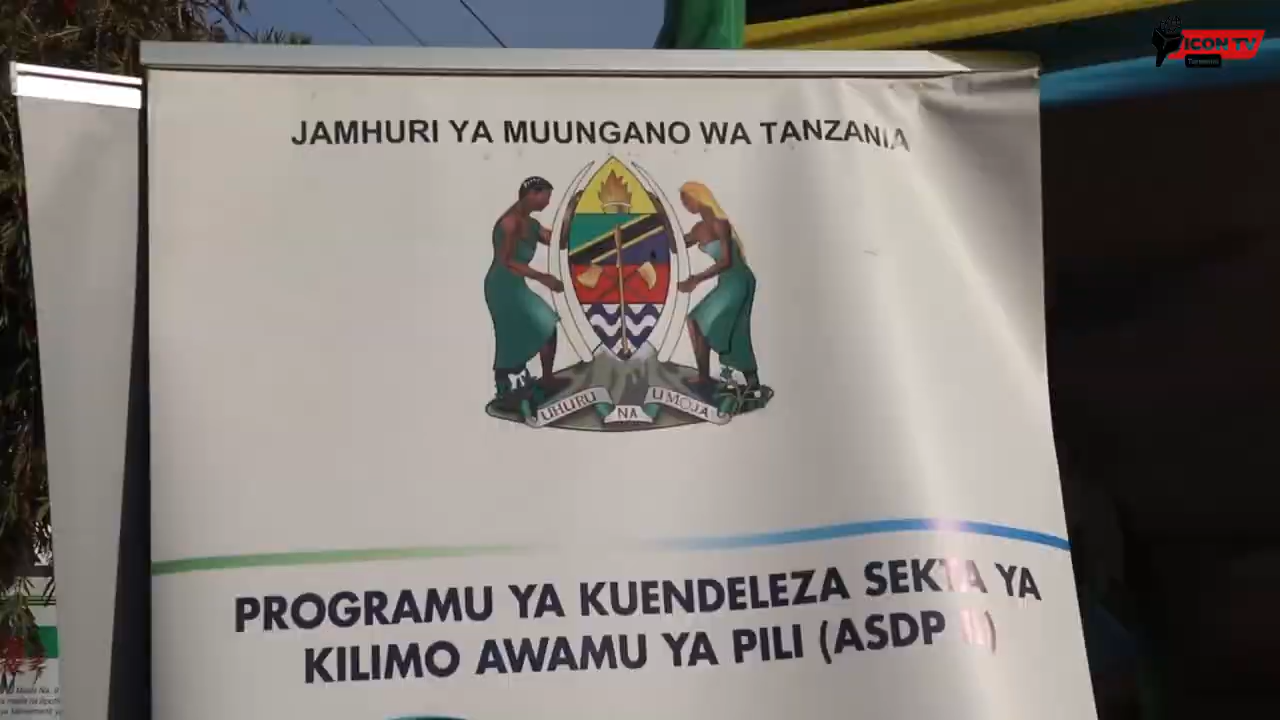 JAMHURI YA MUUNGANO WA TANZANIA
UHURU NA UMOJA
PROGRAMU YA KUENDELEZA SEKTA YA
KILIMO AWAMU YA PILI (ASDP II)
ICON TV